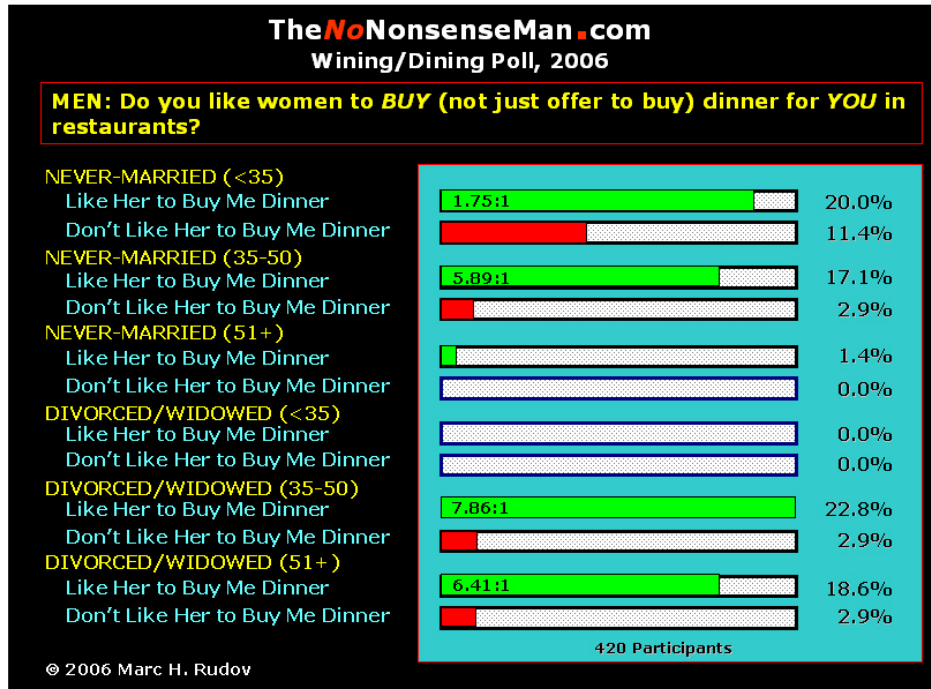 TheNoNonsenseMan.com
Wining/Dining Poll, 2006
MEN: Do you like women to BUY (not just offer to buy) dinner for YOU in
restaurants?
NEVER-MARRIED (<35)
Like Her to Buy Me Dinner 1.75:1 20.0%
Don't Like Her to Buy Me Dinner 11.4%
NEVER-MARRIED (35-50)
Like Her to Buy Me Dinner 5.89:1 17.1%
Don't Like Her to Buy Me Dinner 2.9%
NEVER-MARRIED (51+)
Like Her to Buy Me Dinner 1.4%
Don't Like Her to Buy Me Dinner 0.0%
DIVORCED/WIDOWED (<35)
Like Her to Buy Me Dinner 0.0%
Don't Like Her to Buy Me Dinner 0.0%
DIVORCED/WIDOWED (35-50)
Like Her to Buy Me Dinner 7.86:1 22.8%
Don't Like Her to Buy Me Dinner 2.9%
DIVORCED/WIDOWED (51+)
Like Her to Buy Me Dinner 6.41:1 18.6%
Don't Like Her to Buy Me Dinner 2.9%
420 Participants
© 2006 Marc H. Rudov